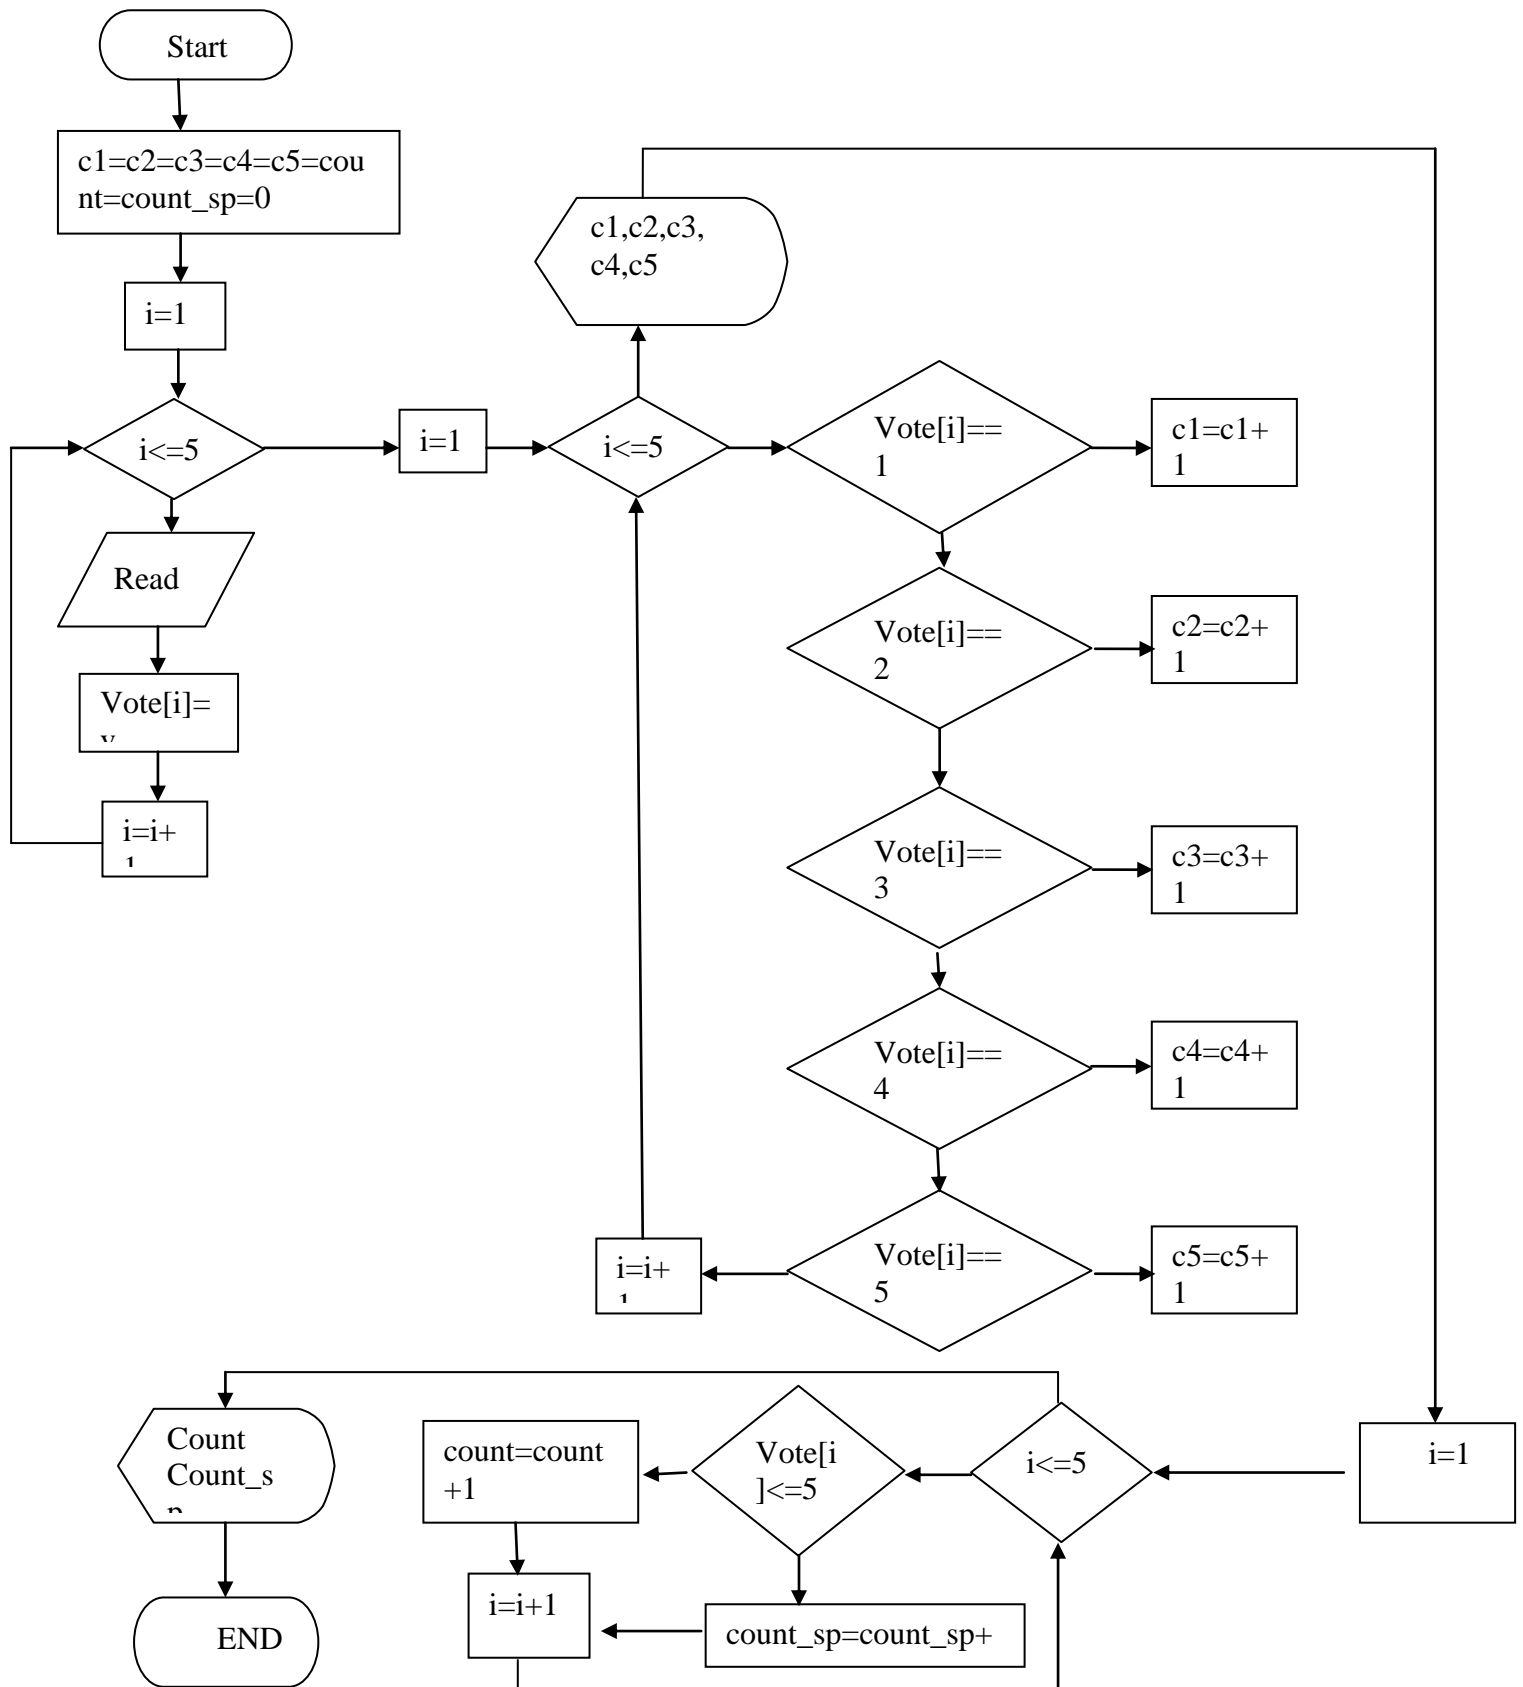 Start
c1=c2=c3=c4=c5=cou
nt=count_sp=0
i=1
i<=5
Read
Vote[i]=
i=i+
i=1
i<=5
c1,c2,c3,
c4,c5
Vote[i]==
1
c1=c1+
1
Vote[i]==
2
c2=c2+
1
Vote[i]==
3
c3=c3+
1
Vote[i]==
4
c4=c4+
1
Vote[i]==
5
c5=c5+
1
i=i+
i=1
i<=5
Vote[i
]<=5
count=count
+1
count_sp=count_sp+
i=i+1
Count
Count_s
END